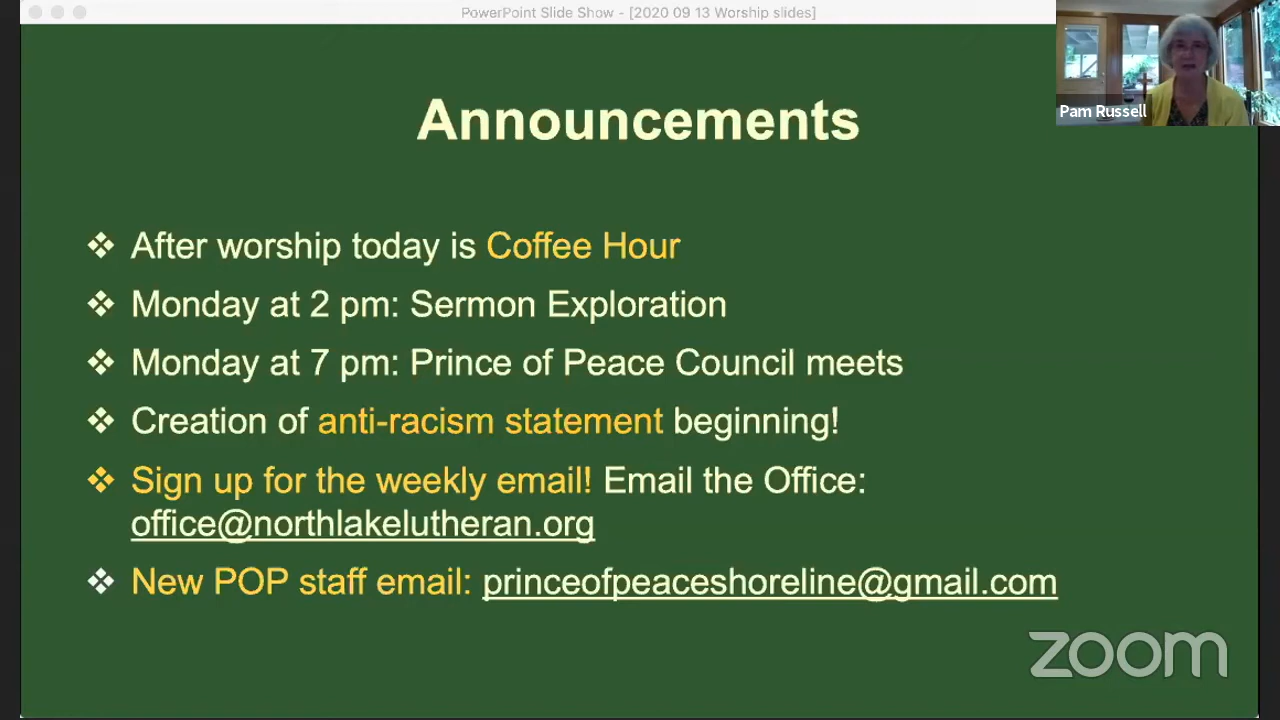 PowerPoint Slide Show - [2020 09 13 Worship slides]
Pam Russell
Announcements
❖ After worship today is Coffee Hour
❖ Monday at 2 pm: Sermon Exploration
❖ Monday at 7 pm: Prince of Peace Council meets
❖ Creation of anti-racism statement beginning!
❖ Sign up for the weekly email! Email the Office:
office@northlakelutheran.org
❖ New POP staff email: princeofpeaceshoreline@gmail.com
zoom